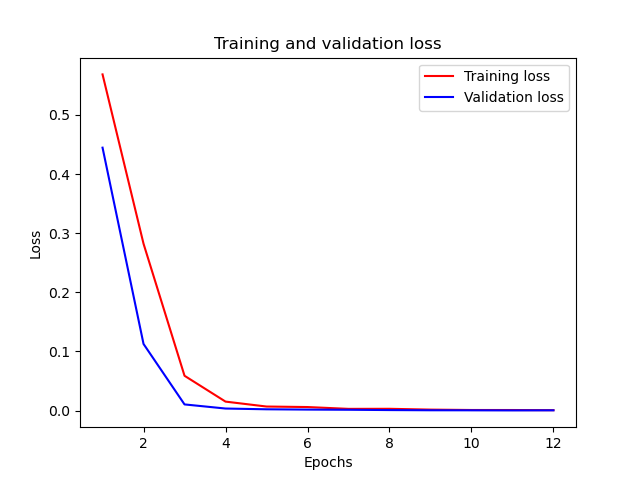 Training and validation loss
Training loss
Validation loss
Loss
0.5
0.4
0.3
0.2
0.1
0.0
2 4 6 8 10 12
Epochs